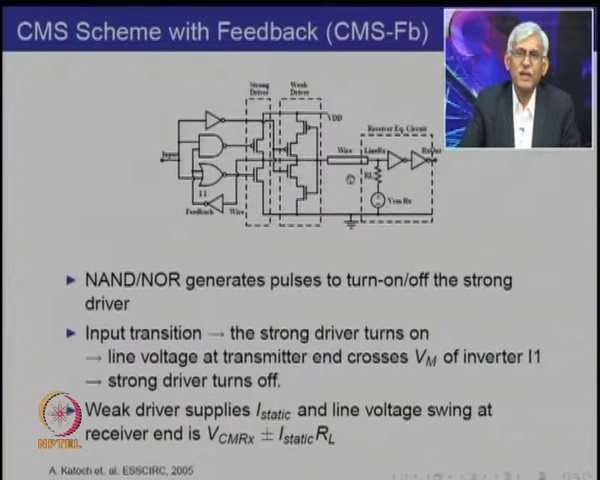 CMS Scheme with Feedback (CMS-Fb)
Strong Driver
Weak Driver
VDD
Receiver Eq. Circuit
Input
Wire
LineRx
RxOut
RL
I1
Feedback
Wire
NAND/NOR generates pulses to turn-on/off the strong
driver
Input transition → the strong driver turns on
→ line voltage at transmitter end crosses VM of inverter I1
→ strong driver turns off.
Weak driver supplies Istatic and line voltage swing at
receiver end is VCMRx ± IstaticRL
NPTEL
A. Katoch et. al. ESSCIRC, 2005